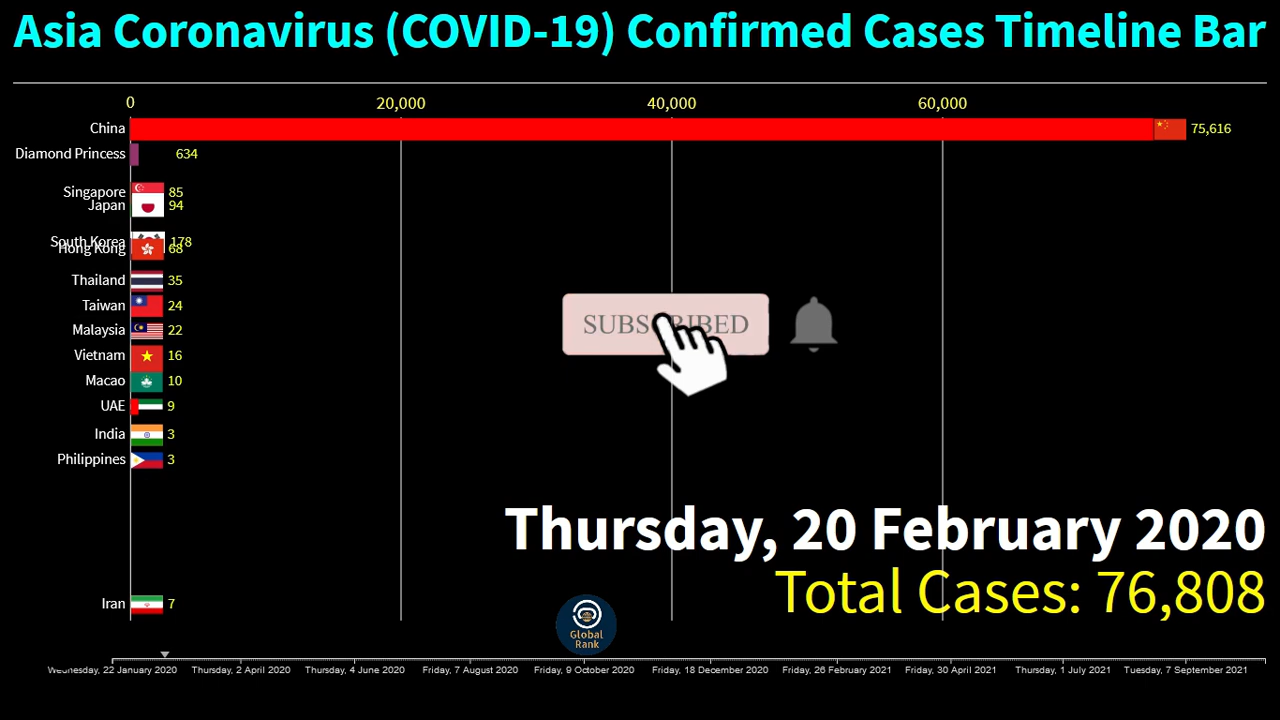 Asia Coronavirus (COVID-19) Confirmed Cases Timeline Bar
0 20,000 40,000 60,000
China 75,616
Diamond Princess 634
Singapore 85
Japan 94
South Korea 178
Hong Kong 68
Thailand 35
Taiwan 24
Malaysia 22
Vietnam 16
Macao 10
UAE 9
India 3
Philippines 3
SUBSCRIBED
Thursday, 20 February 2020
Total Cases: 76,808
Iran 7
Global
Rank
Wednesday, 22 January 2020 Thursday, 2 April 2020 Thursday, 4 June 2020 Friday, 7 August 2020 Friday, 9 October 2020 Friday, 18 December 2020 Friday, 26 February 2021 Friday, 30 April 2021 Thursday, 1 July 2021 Tuesday, 7 September 2021